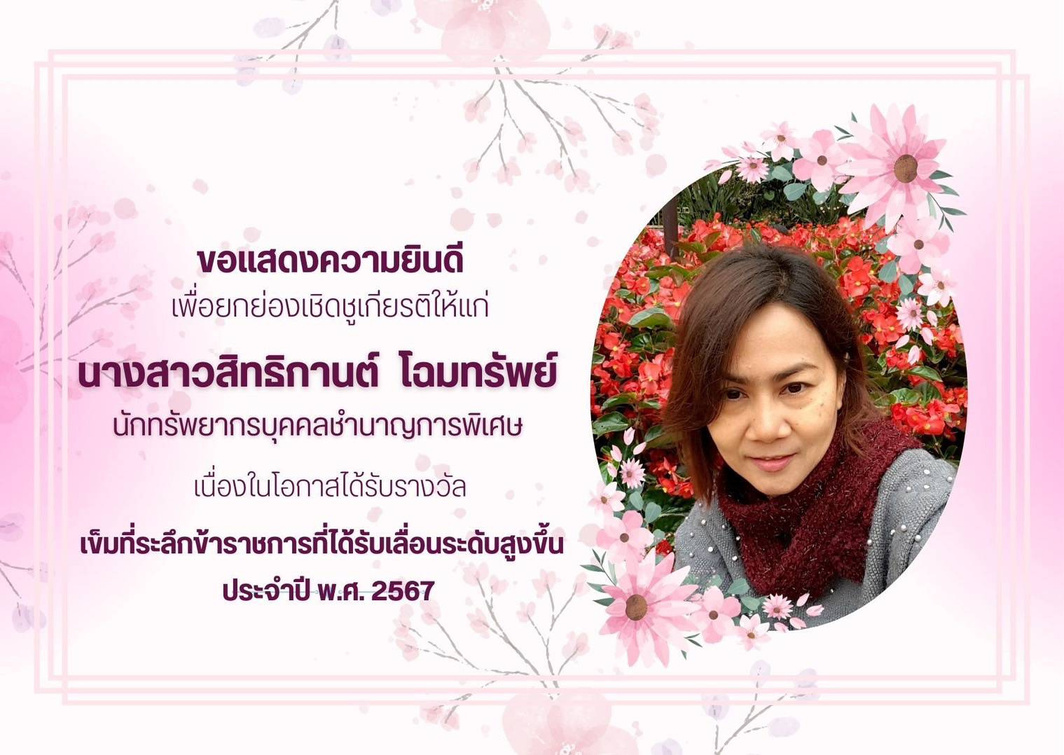 ขอแสดงความยินดี
เพื่อยกย่องเชิดชูเกียรติให้แก่
นางสาวสิทธิกานต์ โฉมทรัพย์
นักทรัพยากรบุคคลชำนาญการพิเศษ
เนื่องในโอกาสได้รับรางวัล
เข็มที่ระลึกข้าราชการที่ได้รับเลื่อนระดับสูงขึ้น
ประจำปี พ.ศ. 2567